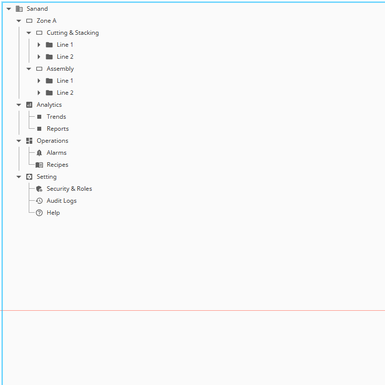 Sanand
Zone A
Cutting & Stacking
Line 1
Line 2
Assembly
Line 1
Line 2
Analytics
Trends
Reports
Operations
Alarms
Recipes
Setting
Security & Roles
Audit Logs
Help